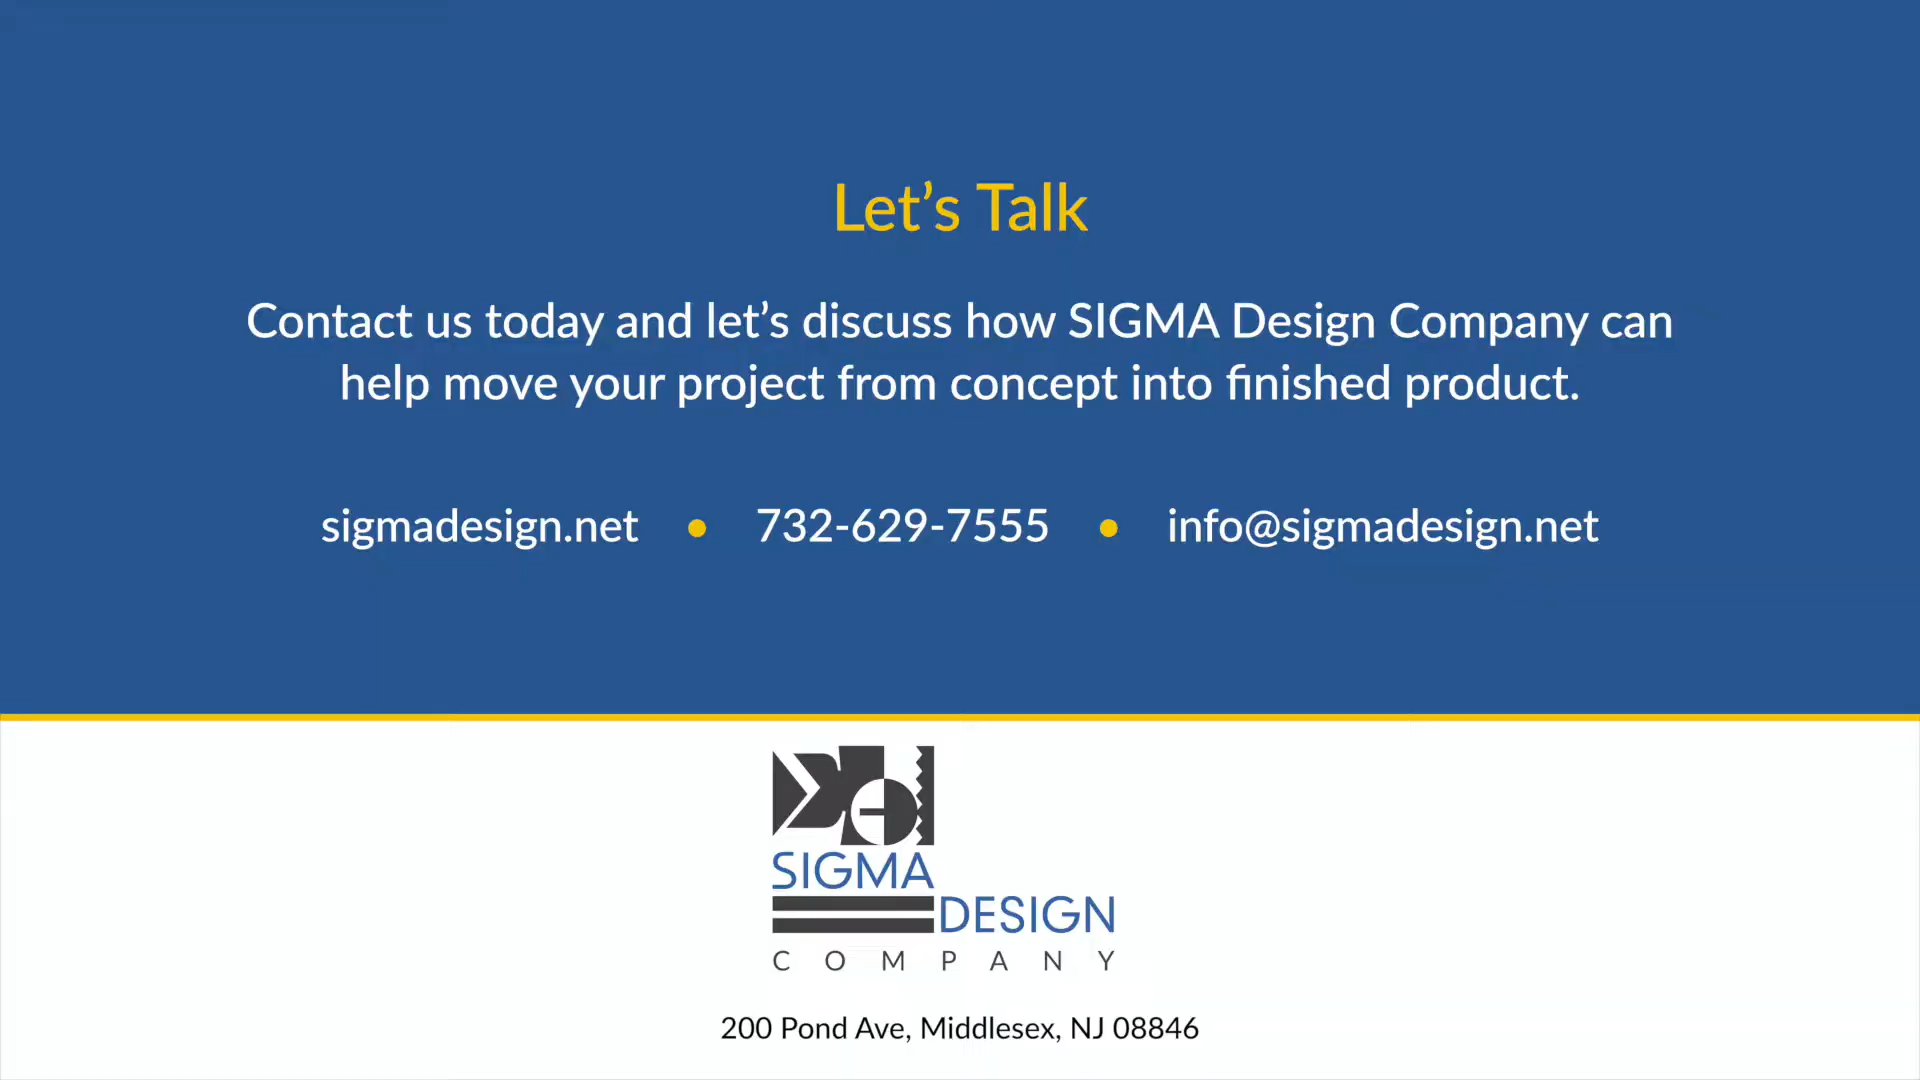 Let’s Talk
Contact us today and let’s discuss how SIGMA Design Company can
help move your project from concept into finished product.
sigmadesign.net • 732-629-7555 • info@sigmadesign.net
SIGMA
DESIGN
COMPANY
200 Pond Ave, Middlesex, NJ 08846